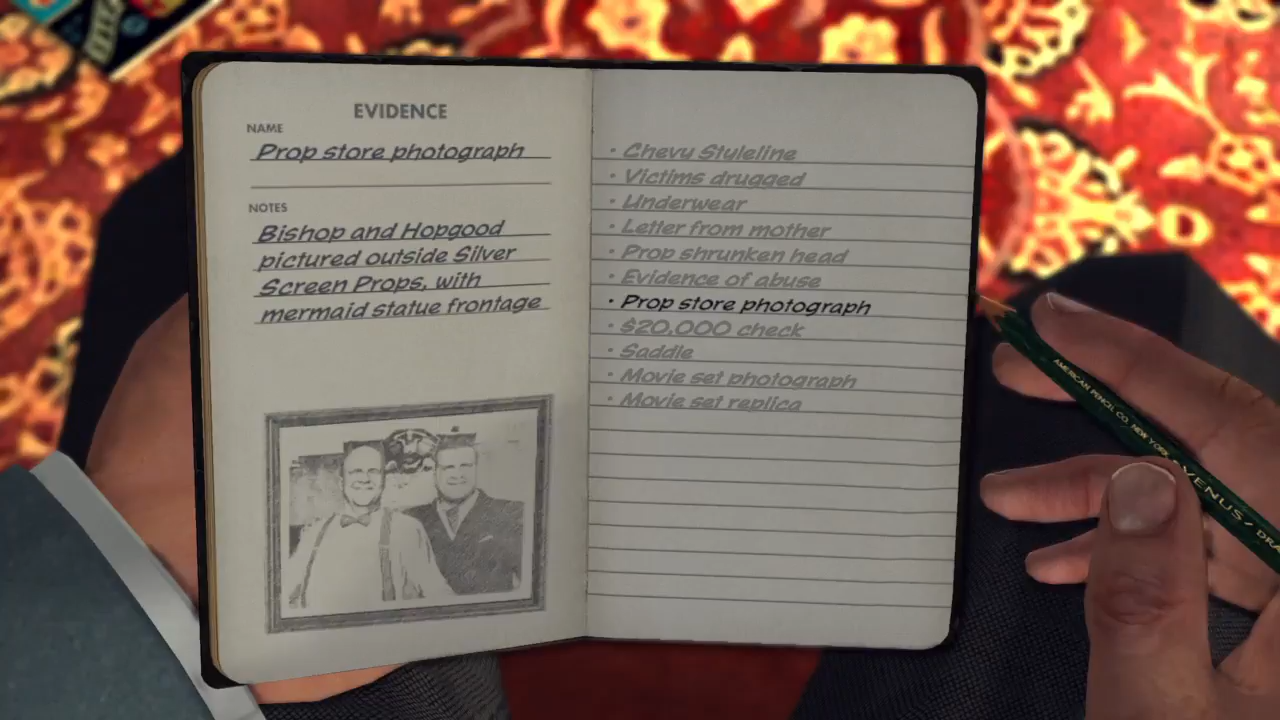 EVIDENCE
NAME
Prop store photograph
NOTES
Bishop and Hopgood
pictured outside Silver
Screen Props, with
mermaid statue frontage
• Chevy Styleline
• Victims drugged
• Underwear
• Letter from mother
• Prop shrunken head
• Evidence of abuse
• Prop store photograph
• $20,000 check
• Saddle
• Movie set photograph
• Movie set replica
AMERICAN PENCIL CO. NEW YORK
VENUS/DRA